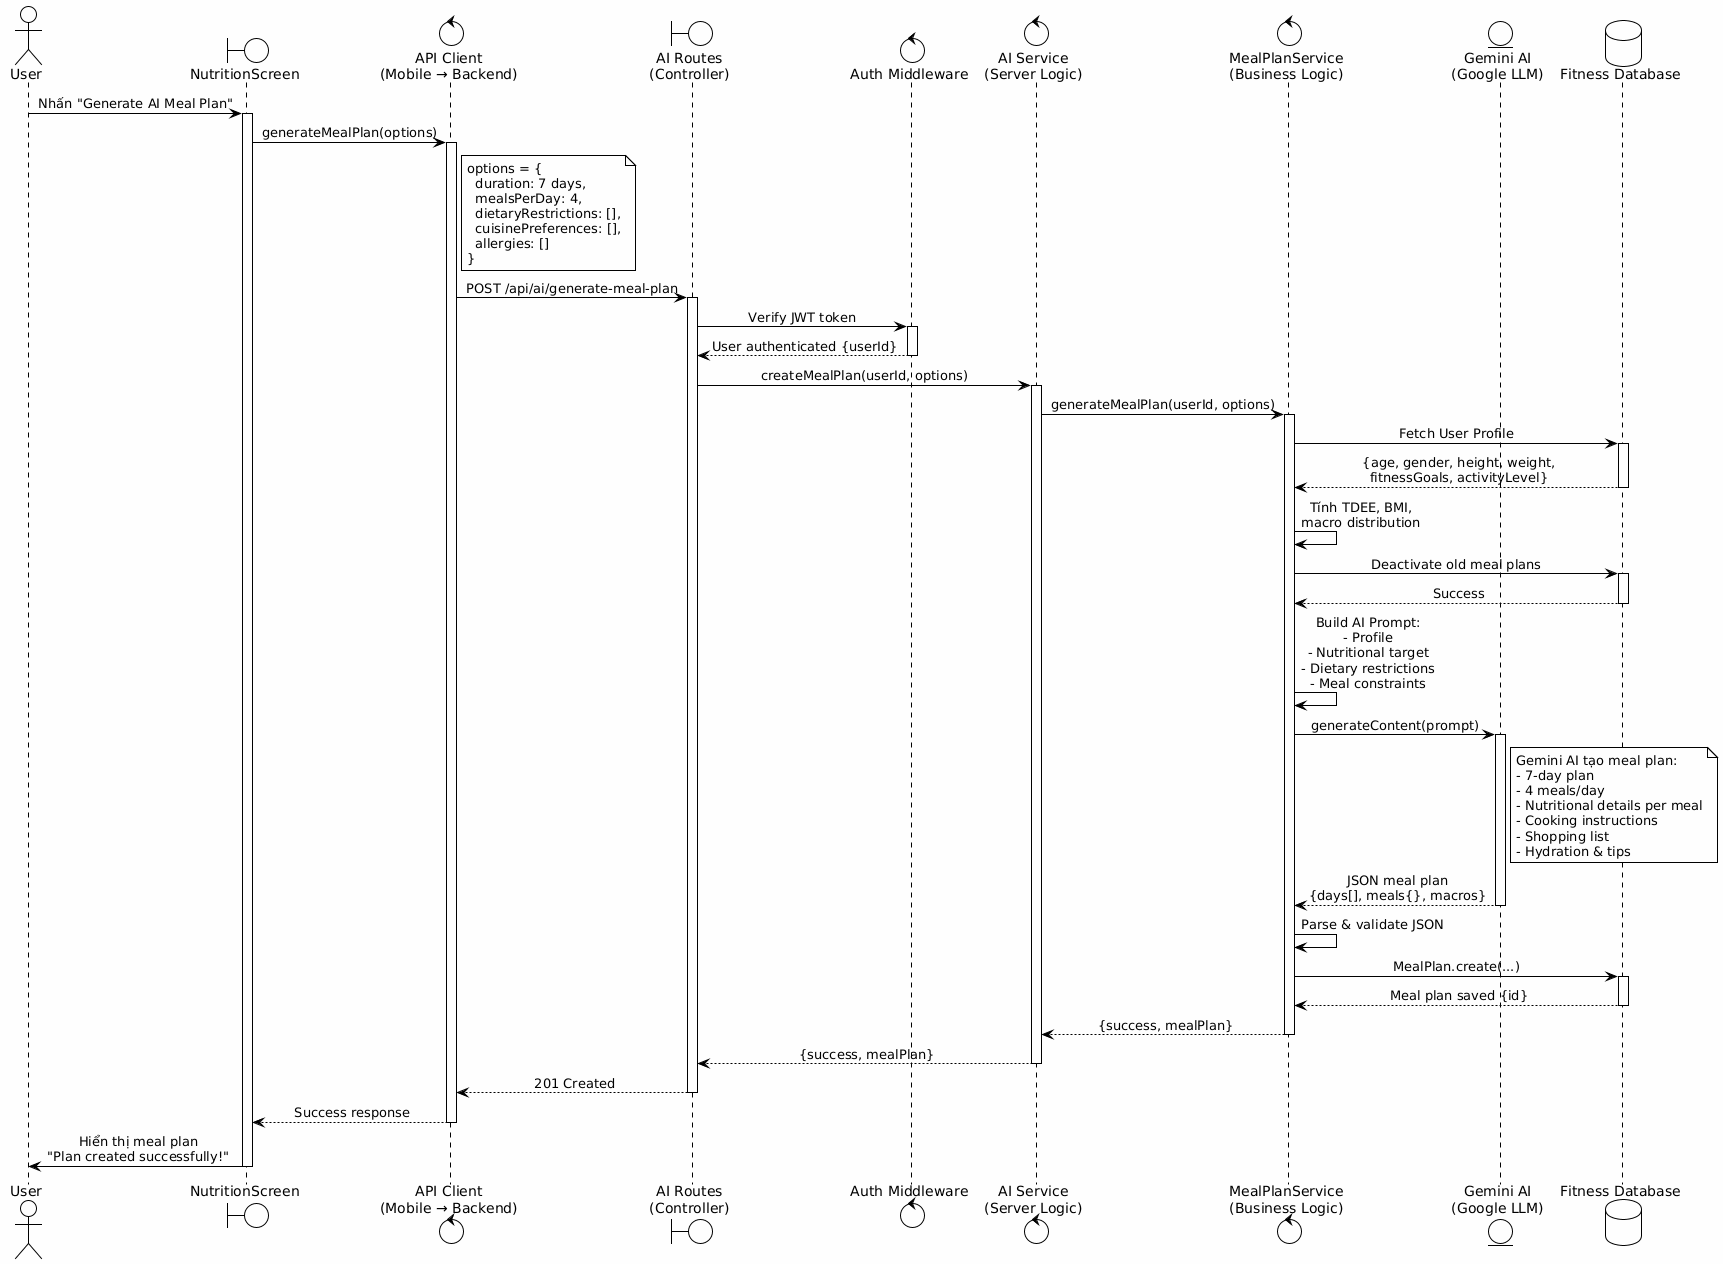 User
NutritionScreen
API Client
(Mobile → Backend)
AI Routes
(Controller)
Auth Middleware
AI Service
(Server Logic)
MealPlanService
(Business Logic)
Gemini AI
(Google LLM)
Fitness Database
Nhấn "Generate AI Meal Plan"
generateMealPlan(options)
options = {
duration: 7 days,
mealsPerDay: 4,
dietaryRestrictions: [],
cuisinePreferences: [],
allergies: []
}
POST /api/ai/generate-meal-plan
Verify JWT token
User authenticated {userId}
createMealPlan(userId, options)
generateMealPlan(userId, options)
Fetch User Profile
{age, gender, height, weight,
fitnessGoals, activityLevel}
Tính TDEE, BMI,
macro distribution
Deactivate old meal plans
Success
Build AI Prompt:
- Profile
- Nutritional target
- Dietary restrictions
- Meal constraints
generateContent(prompt)
Gemini AI tạo meal plan:
- 7-day plan
- 4 meals/day
- Nutritional details per meal
- Cooking instructions
- Shopping list
- Hydration & tips
JSON meal plan
{days[], meals{}, macros}
Parse & validate JSON
MealPlan.create(...)
Meal plan saved {id}
{success, mealPlan}
{success, mealPlan}
201 Created
Success response
Hiển thị meal plan
"Plan created successfully!"
User
NutritionScreen
API Client
(Mobile → Backend)
AI Routes
(Controller)
Auth Middleware
AI Service
(Server Logic)
MealPlanService
(Business Logic)
Gemini AI
(Google LLM)
Fitness Database